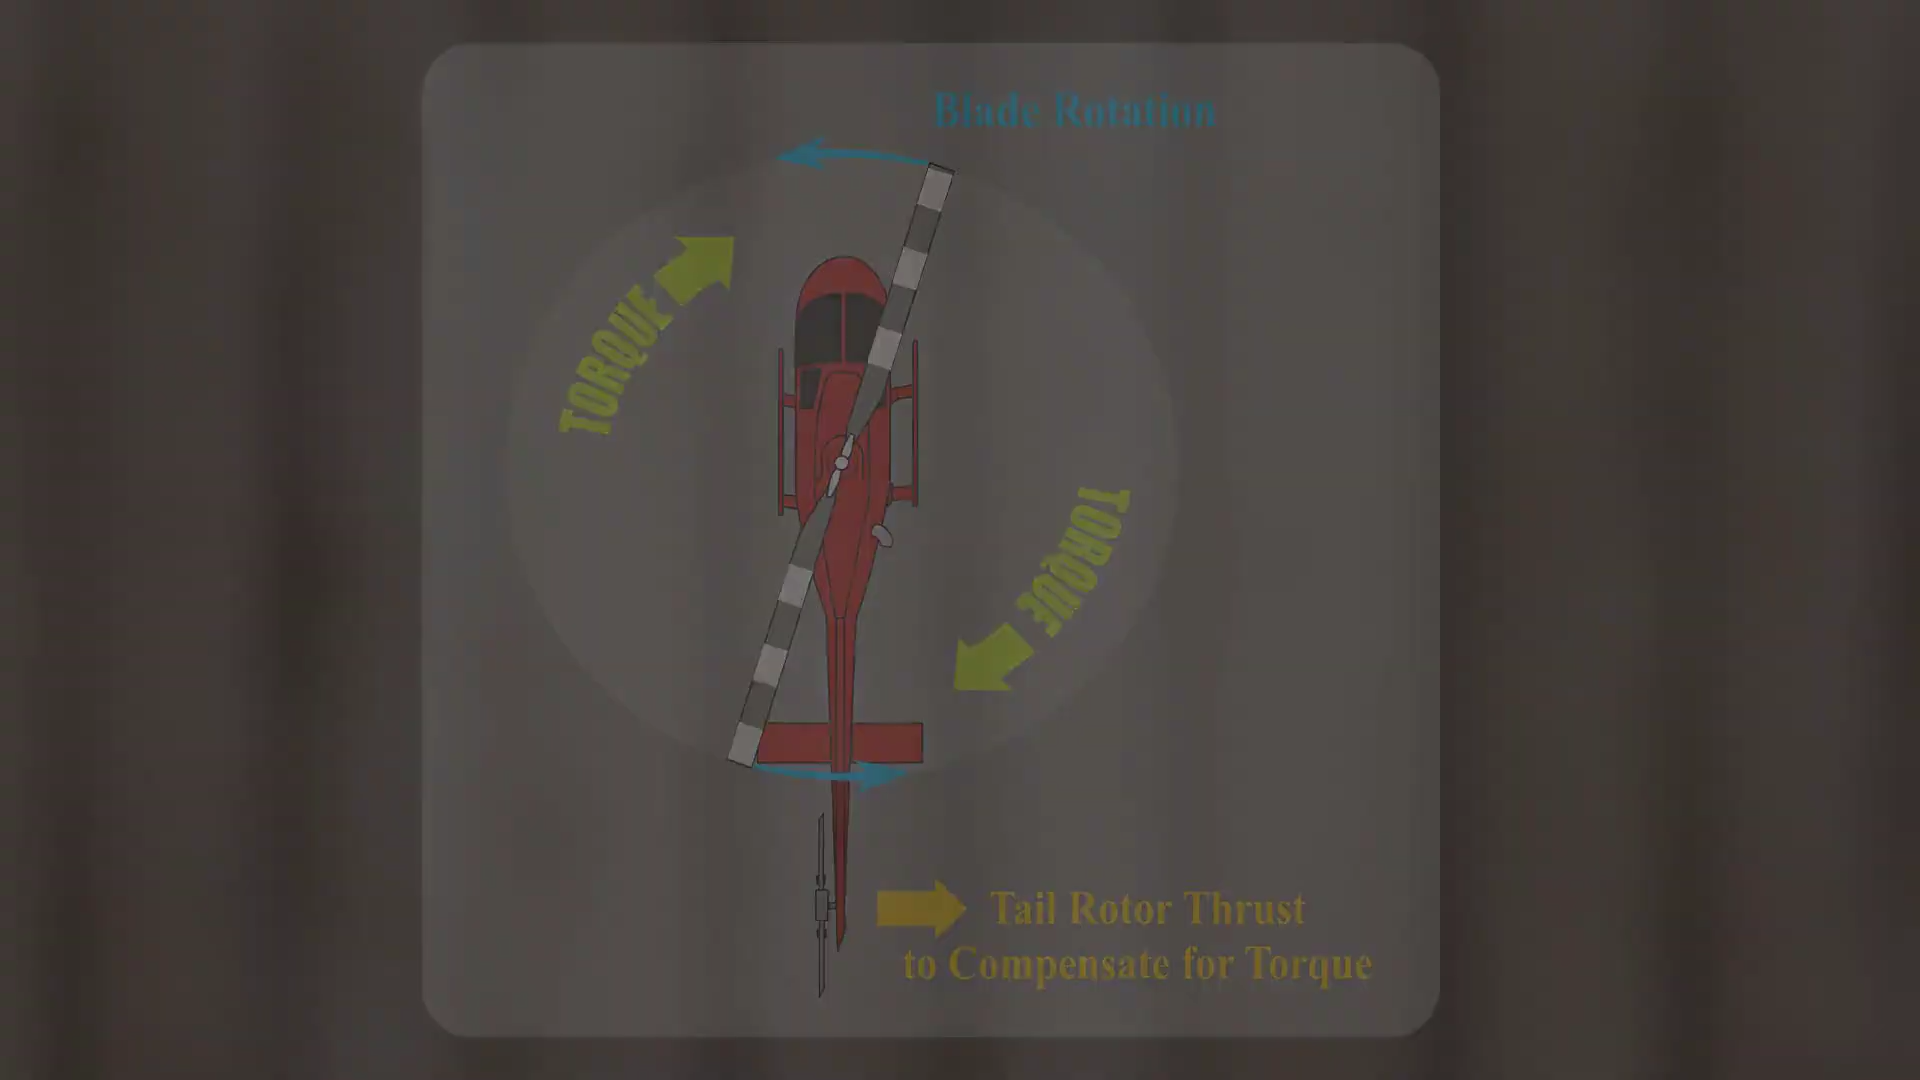 Blade Rotation
TORQUE
TORQUE
Tail Rotor Thrust
to Compensate for Torque